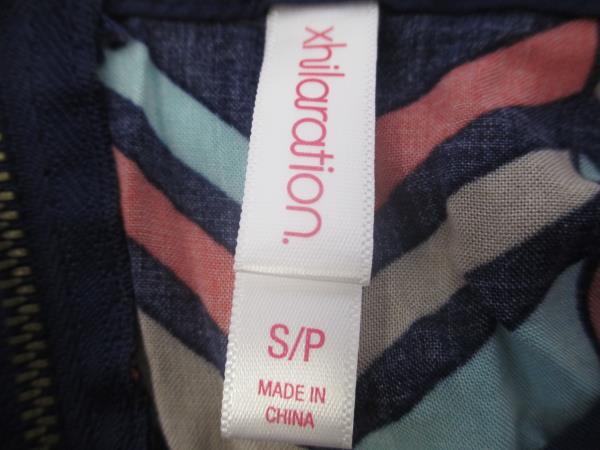 xhilaration.
S/P
MADE IN
CHINA